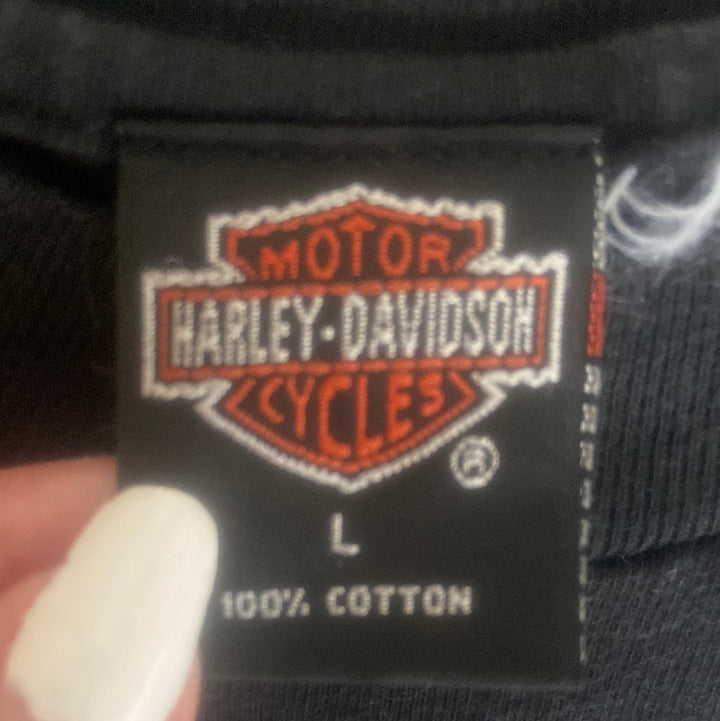 MOTOR
HARLEY-DAVIDSON
CYCLES
®
L
100% COTTON